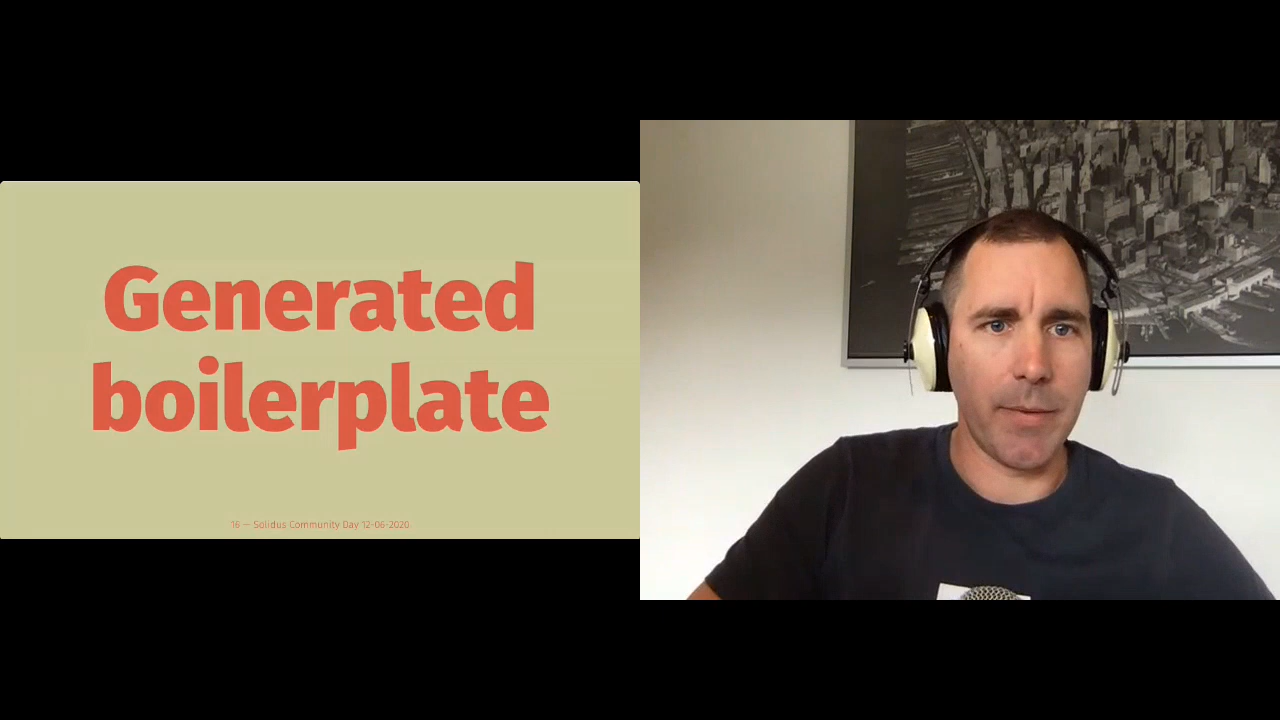 Generated
boilerplate
16 — Solidus Community Day 12-06-2020